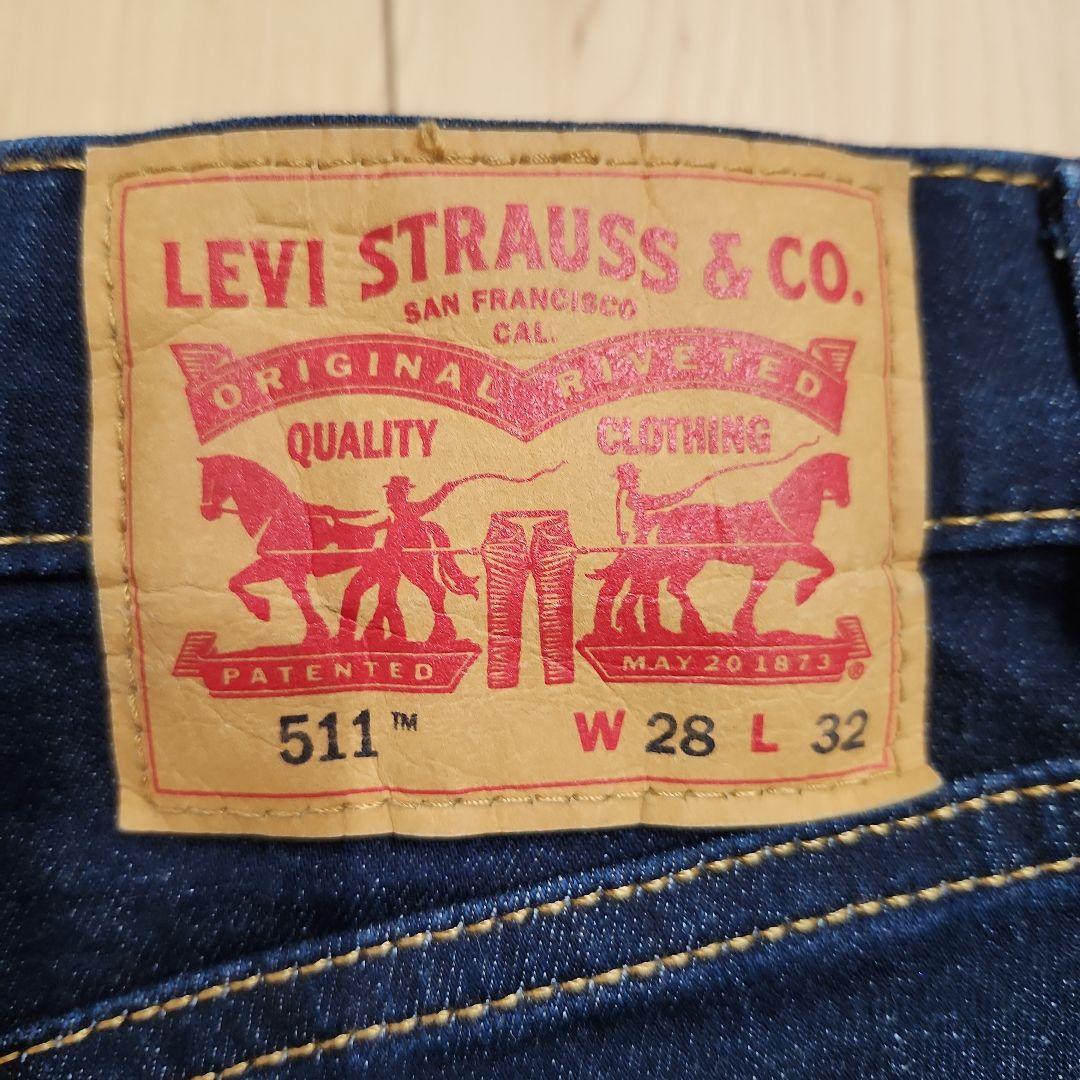 LEVI STRAUSS & CO.
SAN FRANCISCO
CAL.
ORIGINAL RIVETED
QUALITY CLOTHING
PATENTED MAY 20 1873 ®
511™ W 28 L 32